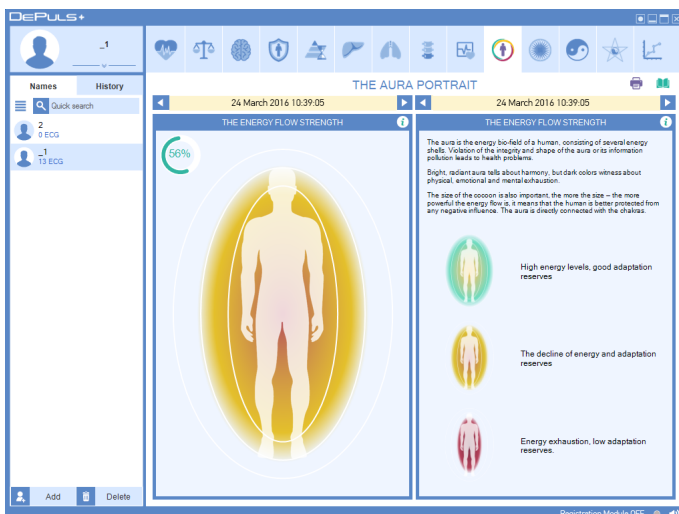 DePuls+
_1
THE AURA PORTRAIT
Names
History
Quick search
2
0 ECG
_1
13 ECG
Add
Delete
24 March 2016 10:39:05
THE ENERGY FLOW STRENGTH
56%
24 March 2016 10:39:05
THE ENERGY FLOW STRENGTH
The aura is the energy bio-field of a human, consisting of several energy
shells. Violation of the integrity and shape of the aura or its information
pollution leads to health problems.
Bright, radiant aura tells about harmony, but dark colors witness about
physical, emotional and mental exhaustion.
The size of the cocoon is also important, the more the size – the more
powerful the energy flow is, it means that the human is better protected from
any negative influence. The aura is directly connected with the chakras.
High energy levels, good adaptation
reserves
The decline of energy and adaptation
reserves
Energy exhaustion, low adaptation
reserves.
Registration Module OFF